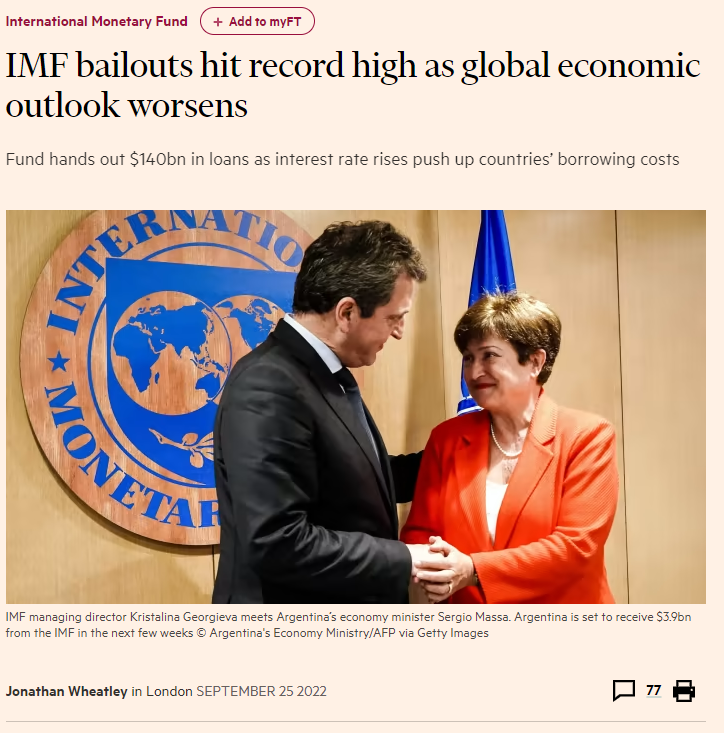 International Monetary Fund + Add to myFT
IMF bailouts hit record high as global economic
outlook worsens
Fund hands out $140bn in loans as interest rate rises push up countries’ borrowing costs
INTERNATIO
MONETAR
IMF managing director Kristalina Georgieva meets Argentina’s economy minister Sergio Massa. Argentina is set to receive $3.9bn
from the IMF in the next few weeks © Argentina's Economy Ministry/AFP via Getty Images
Jonathan Wheatley in London SEPTEMBER 25 2022
77